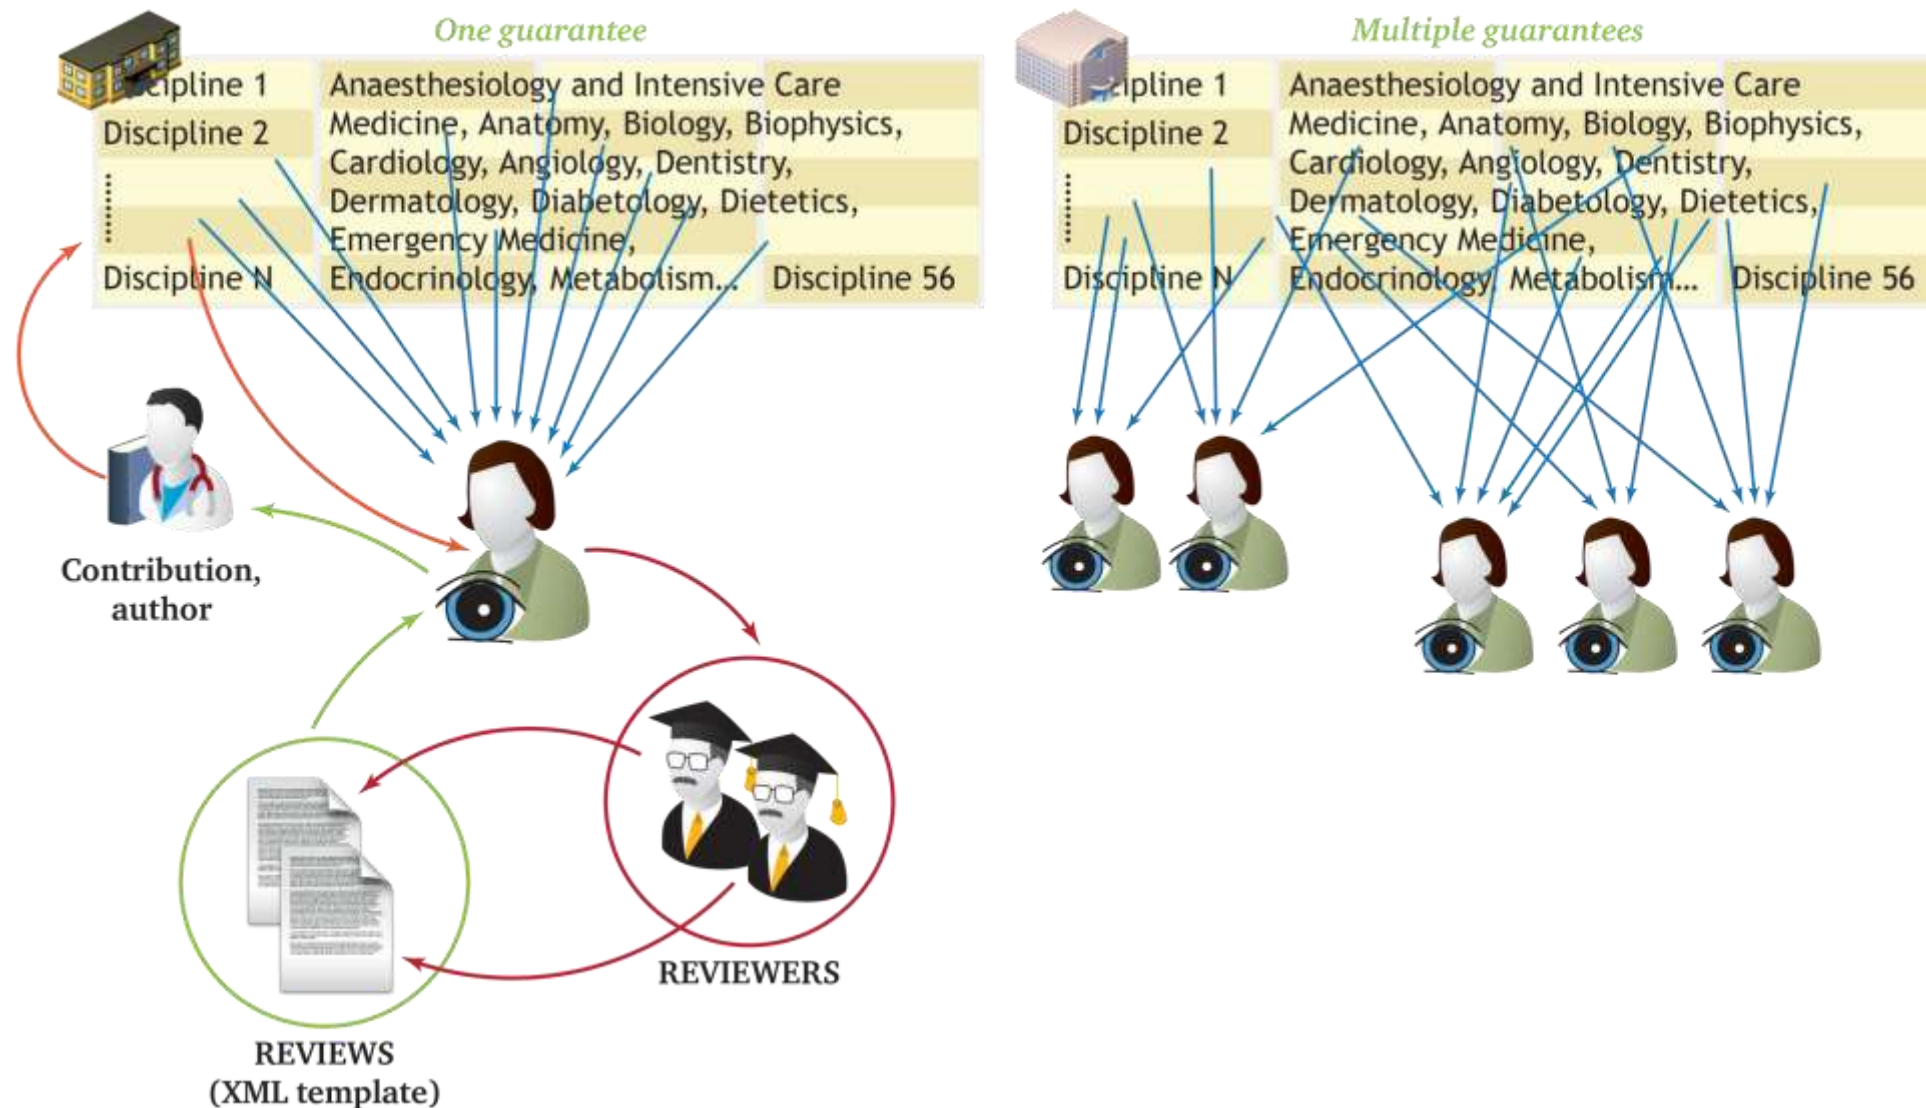 One guarantee
cipline 1
Discipline 2
Discipline N
Anaesthesiology and Intensive Care
Medicine, Anatomy, Biology, Biophysics,
Cardiology, Angiology, Dentistry,
Dermatology, Diabetology, Dietetics,
Emergency Medicine,
Endocrinology, Metabolism...
Discipline 56
Contribution,
author
REVIEWERS
REVIEWS
(XML template)
Multiple guarantees
ipline 1
Discipline 2
Discipline N
Anaesthesiology and Intensive Care
Medicine, Anatomy, Biology, Biophysics,
Cardiology, Angiology, Dentistry,
Dermatology, Diabetology, Dietetics,
Emergency Medicine,
Endocrinology, Metabolism...
Discipline 56